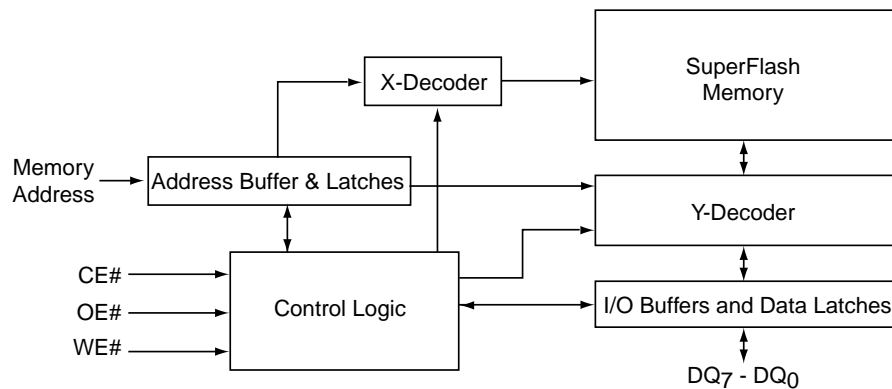 SuperFlash
Memory
X-Decoder
Memory
Address
Address Buffer & Latches
Y-Decoder
CE#
OE#
WE#
Control Logic
I/O Buffers and Data Latches
DQ7 - DQ0